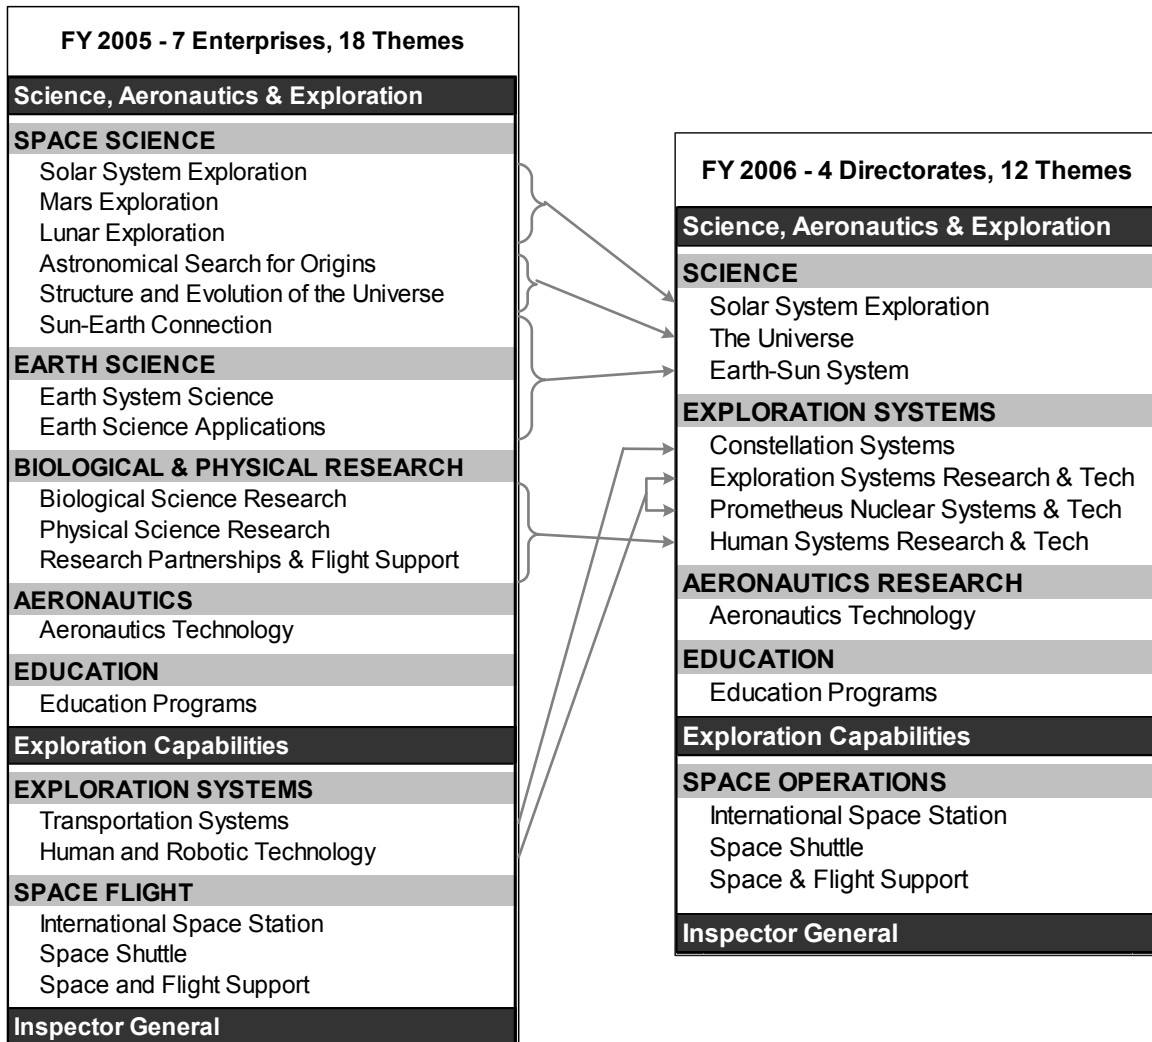 FY 2005 - 7 Enterprises, 18 Themes
Science, Aeronautics & Exploration
SPACE SCIENCE
Solar System Exploration
Mars Exploration
Lunar Exploration
Astronomical Search for Origins
Structure and Evolution of the Universe
Sun-Earth Connection
EARTH SCIENCE
Earth System Science
Earth Science Applications
BIOLOGICAL & PHYSICAL RESEARCH
Biological Science Research
Physical Science Research
Research Partnerships & Flight Support
AERONAUTICS
Aeronautics Technology
EDUCATION
Education Programs
Exploration Capabilities
EXPLORATION SYSTEMS
Transportation Systems
Human and Robotic Technology
SPACE FLIGHT
International Space Station
Space Shuttle
Space and Flight Support
Inspector General
FY 2006 - 4 Directorates, 12 Themes
Science, Aeronautics & Exploration
SCIENCE
Solar System Exploration
The Universe
Earth-Sun System
EXPLORATION SYSTEMS
Constellation Systems
Exploration Systems Research & Tech
Prometheus Nuclear Systems & Tech
Human Systems Research & Tech
AERONAUTICS RESEARCH
Aeronautics Technology
EDUCATION
Education Programs
Exploration Capabilities
SPACE OPERATIONS
International Space Station
Space Shuttle
Space & Flight Support
Inspector General